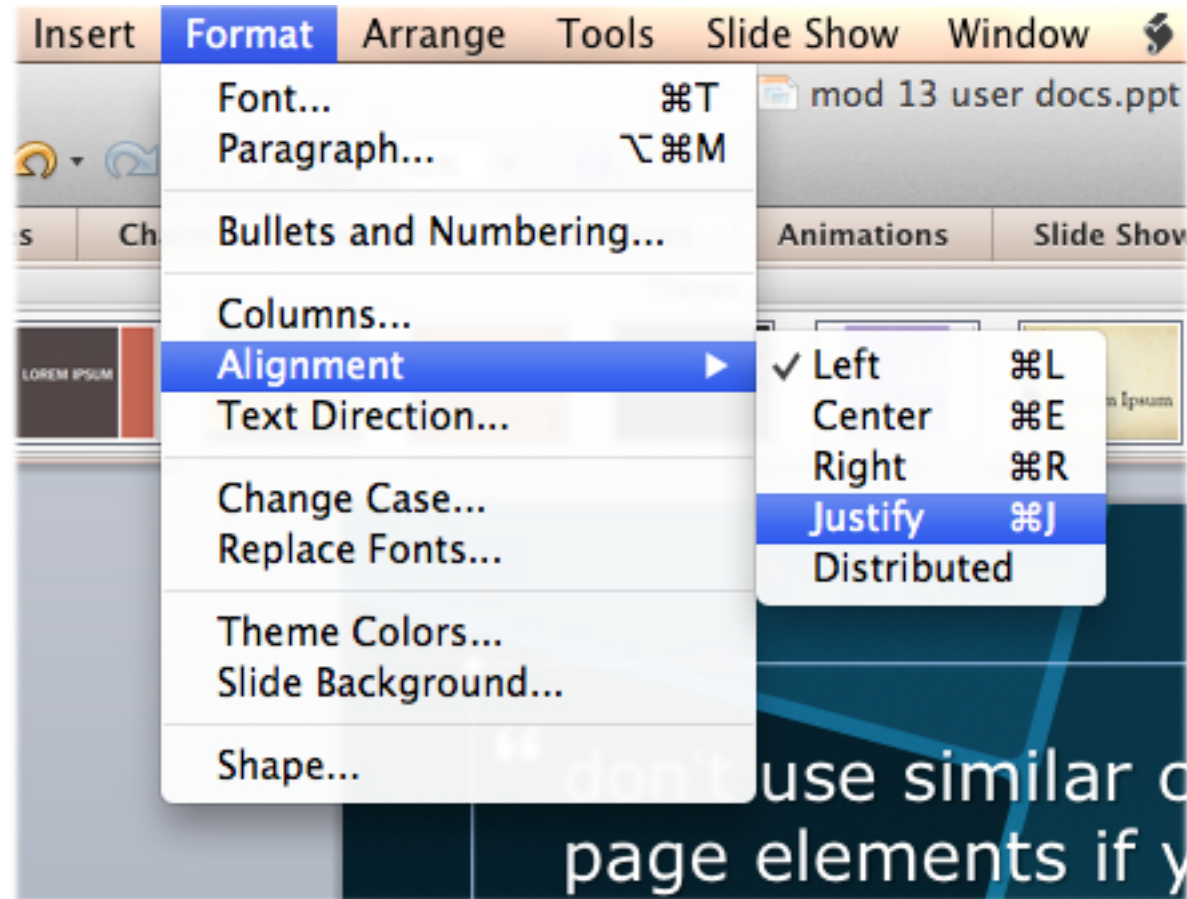 Insert Format Arrange Tools Slide Show Window
mod 13 user docs.ppt
Font... ⌘T
Paragraph... ⌥⌘M
Bullets and Numbering...
Animations
Slide Show
Columns...
Alignment ▶
Text Direction...
Change Case...
Replace Fonts...
Theme Colors...
Slide Background...
Shape...
✓ Left ⌘L
Center ⌘E
Right ⌘R
Justify ⌘J
Distributed
LOREM IPSUM
Ipsum
“ don't use similar
page elements if